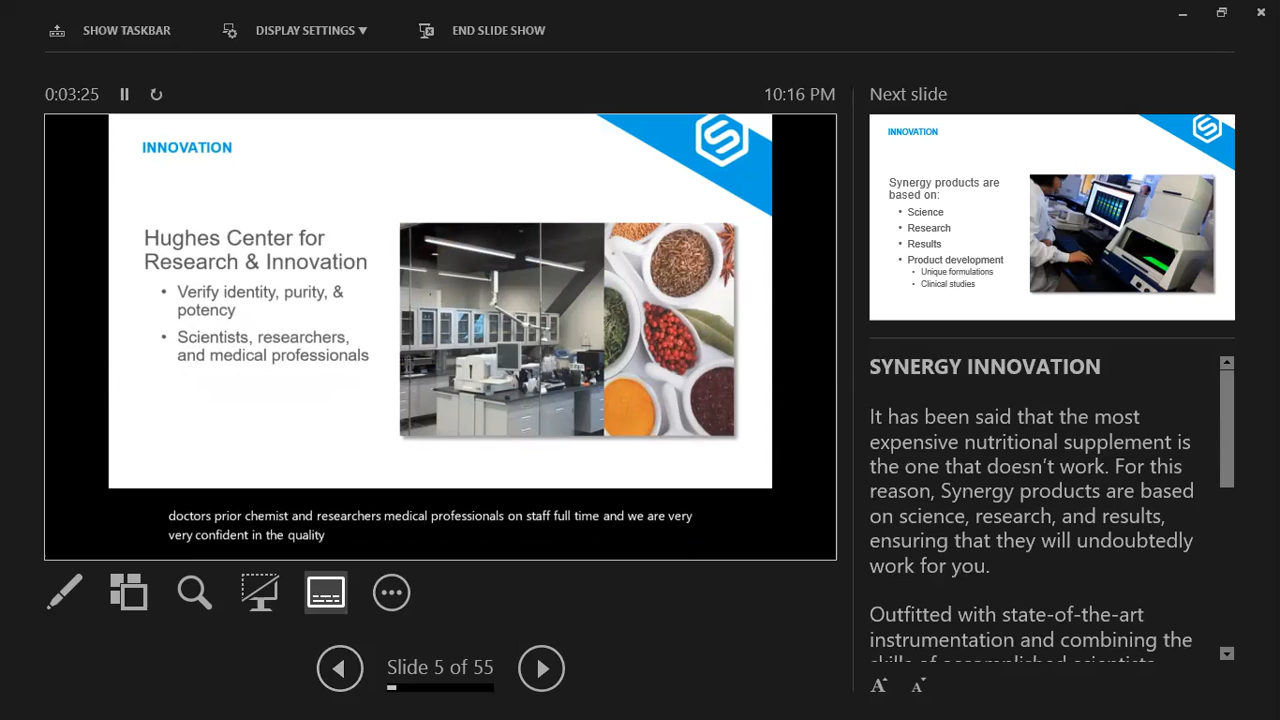 SHOW TASKBAR
DISPLAY SETTINGS ▼
END SLIDE SHOW
0:03:25
10:16 PM
INNOVATION
Hughes Center for
Research & Innovation
• Verify identity, purity, &
potency
• Scientists, researchers,
and medical professionals
doctors prior chemist and researchers medical professionals on staff full time and we are very
very confident in the quality
Slide 5 of 55
Next slide
INNOVATION
Synergy products are
based on:
• Science
• Research
• Results
• Product development
• Unique formulations
• Clinical studies
SYNERGY INNOVATION
It has been said that the most
expensive nutritional supplement is
the one that doesn’t work. For this
reason, Synergy products are based
on science, research, and results,
ensuring that they will undoubtedly
work for you.
Outfitted with state-of-the-art
instrumentation and combining the
skills of accomplished scientists
A A